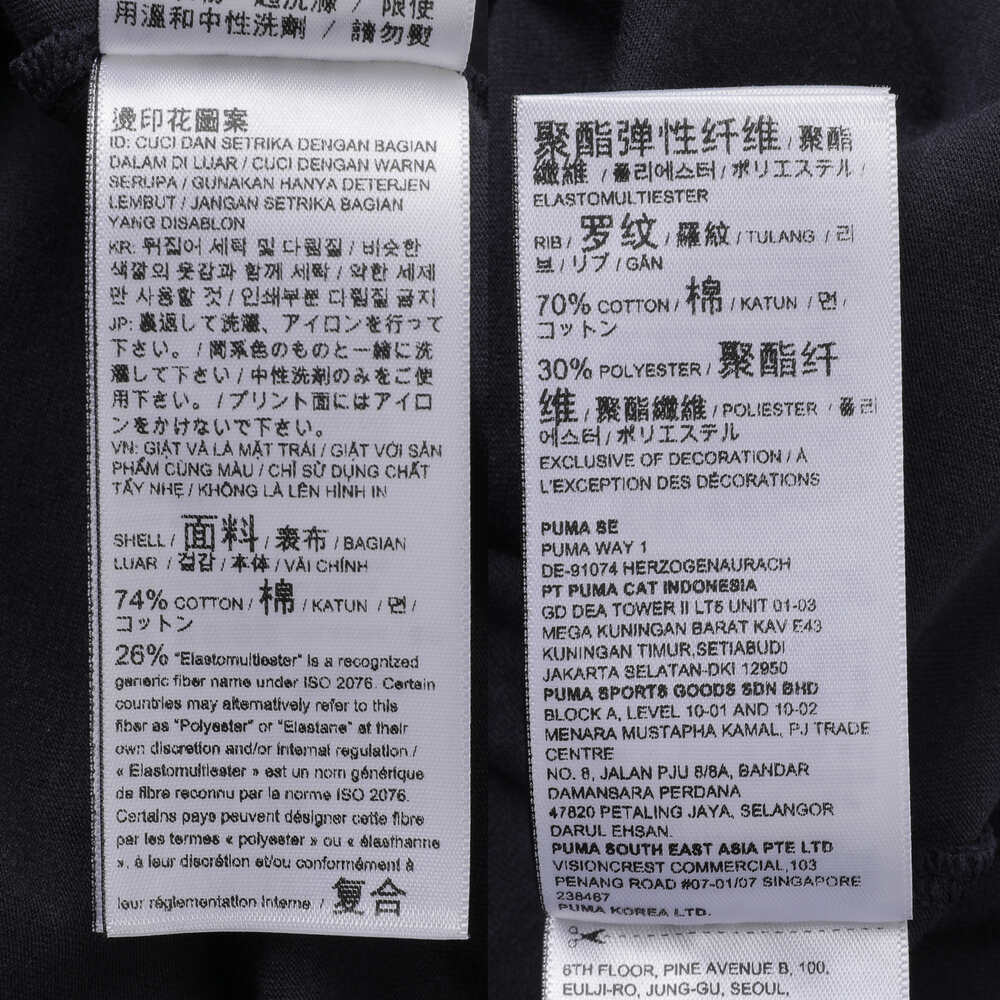 用溫和中性洗劑 / 請勿熨
燙印花圖案
ID: CUCI DAN SETRIKA DENGAN BAGIAN
DALAM DI LUAR / CUCI DENGAN WARNA
SERUPA / GUNAKAN HANYA DETERJEN
LEMBUT / JANGAN SETRIKA BAGIAN
YANG DISABLON
KR: 뒤집어 세탁 및 다림질 / 비슷한
색깔의 옷감과 함께 세탁 / 약한 세제
만 사용할 것 / 인쇄부분 다림질 금지
JP: 裏返して洗濯、アイロンを行って
下さい。/ 同系色のものと一緒に洗
濯して下さい / 中性洗剤のみをご使
用下さい。/ プリント面にはアイロ
ンをかけないで下さい。
VN: GIẶT VÀ LÀ MẶT TRÁI / GIẶT VỚI SẢN
PHẨM CÙNG MÀU / CHỈ SỬ DỤNG CHẤT
TẨY NHẸ / KHÔNG LÀ LÊN HÌNH IN
SHELL / 面料 / 表布 / BAGIAN
LUAR / 겉감 / 本体 / VẢI CHÍNH
74% COTTON / 棉 / KATUN / 면 /
コットン
26% "Elastomultiester" is a recognized
generic fiber name under ISO 2076. Certain
countries may alternatively refer to this
fiber as "Polyester" or "Elastane" at their
own discretion and/or internal regulation /
« Elastomultiester » est un nom générique
de fibre reconnu par la norme ISO 2076.
Certains pays peuvent désigner cette fibre
par les termes « polyester » ou « élasthanne
», à leur discrétion et/ou conformément à
leur réglementation interne / 复合
聚酯弹性纤维 / 聚酯
纖維 / 폴리에스터 / ポリエステル /
ELASTOMULTIESTER
RIB / 罗纹 / 羅紋 / TULANG / 리
브 / リブ / GÂN
70% COTTON / 棉 / KATUN / 면 /
コットン
30% POLYESTER / 聚酯纤
维 / 聚酯纖維 / POLIESTER / 폴리
에스터 / ポリエステル
EXCLUSIVE OF DECORATION / À
L'EXCEPTION DES DÉCORATIONS
PUMA SE
PUMA WAY 1
DE-91074 HERZOGENAURACH
PT PUMA CAT INDONESIA
GD DEA TOWER II LT5 UNIT 01-03
MEGA KUNINGAN BARAT KAV E43
KUNINGAN TIMUR,SETIABUDI
JAKARTA SELATAN-DKI 12950
PUMA SPORTS GOODS SDN BHD
BLOCK A, LEVEL 10-01 AND 10-02
MENARA MUSTAPHA KAMAL, PJ TRADE
CENTRE
NO. 8, JALAN PJU 8/8A, BANDAR
DAMANSARA PERDANA
47820 PETALING JAYA, SELANGOR
DARUL EHSAN.
PUMA SOUTH EAST ASIA PTE LTD
VISIONCREST COMMERCIAL,103
PENANG ROAD #07-01/07 SINGAPORE
238467
PUMA KOREA LTD.
6TH FLOOR, PINE AVENUE B, 100,
EULJI-RO, JUNG-GU, SEOUL,